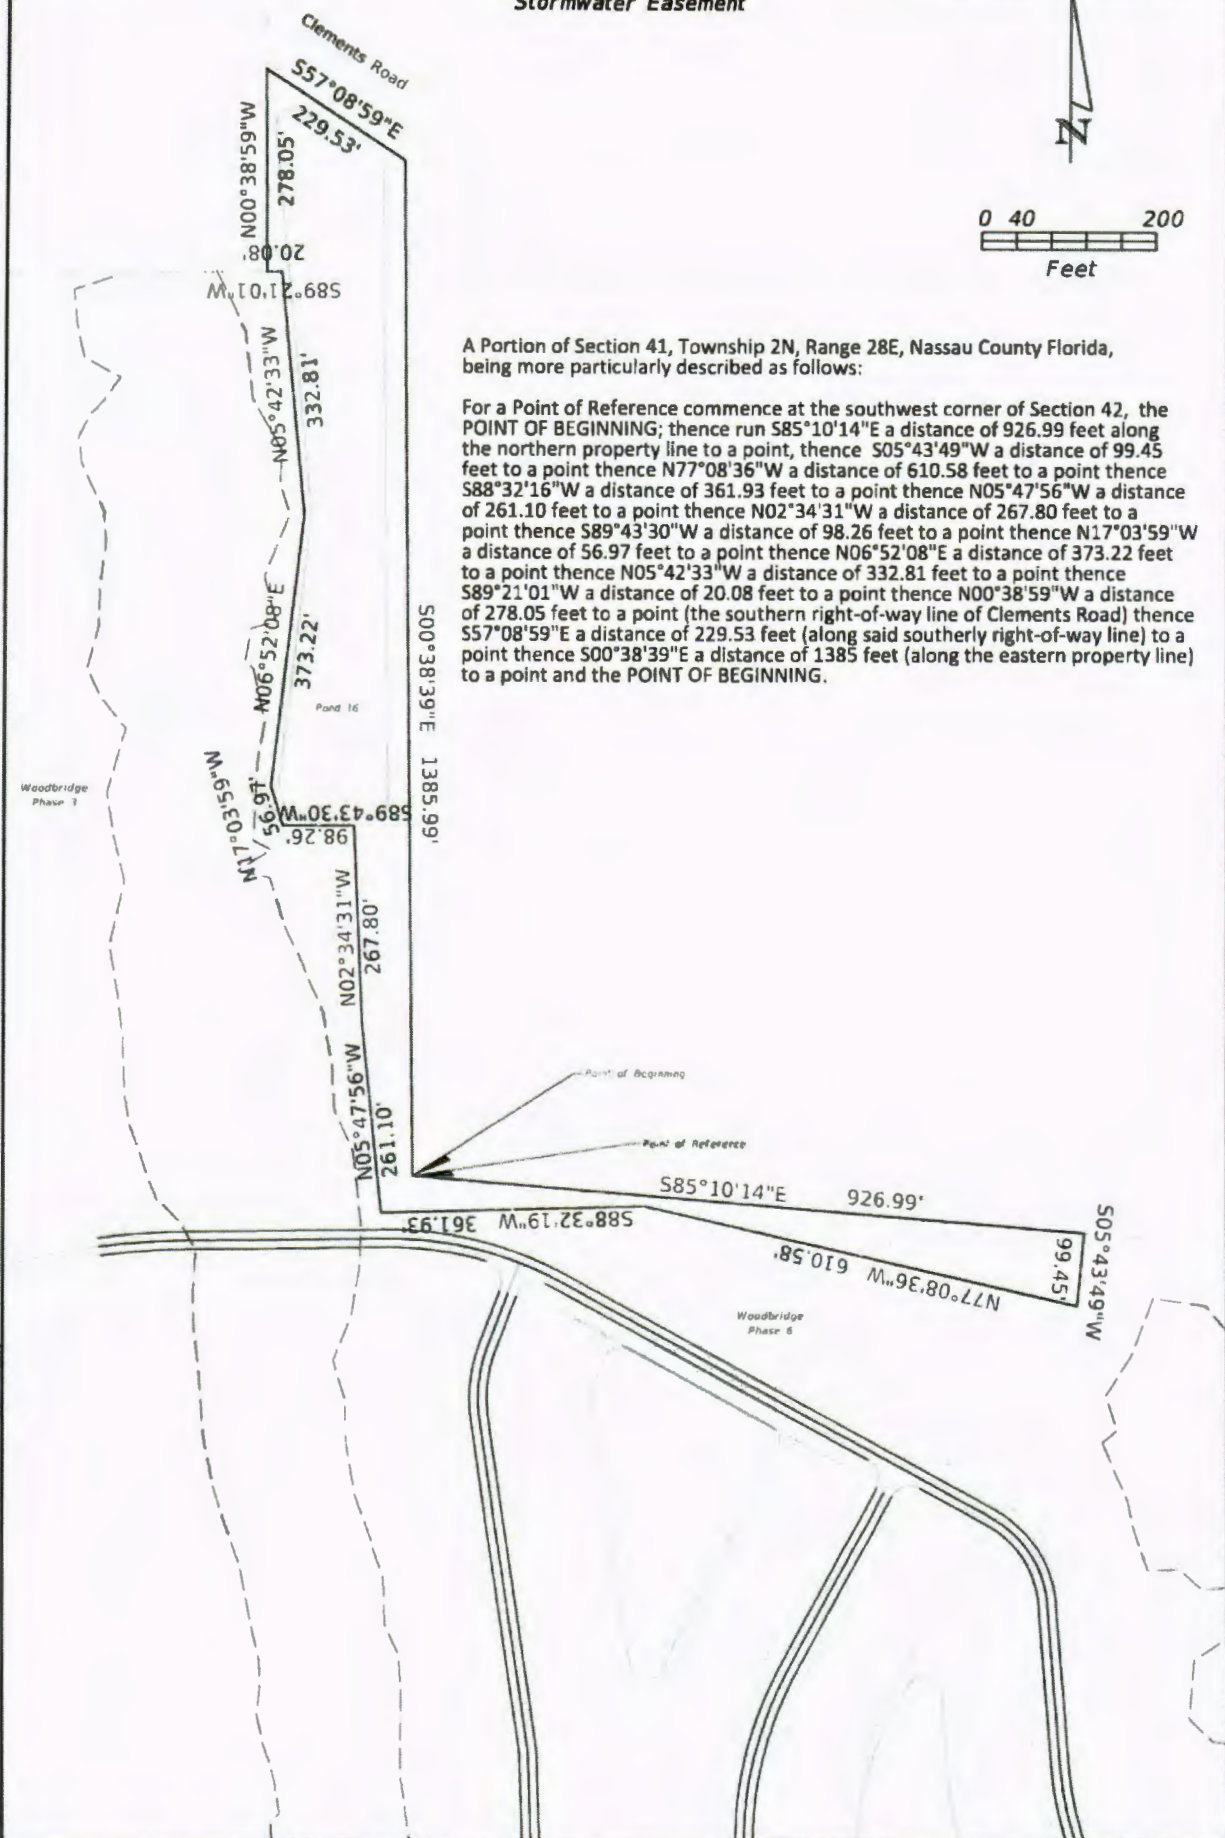 Stormwater Easement
Clements Road
S57°08'59"E
229.53'
N00°38'59"W
278.05'
20.08'
S89°21'01"W
N
0 40 200
Feet
N05°42'33"W
332.81'
A Portion of Section 41, Township 2N, Range 28E, Nassau County Florida,
being more particularly described as follows:
For a Point of Reference commence at the southwest corner of Section 42, the
POINT OF BEGINNING; thence run S85°10'14"E a distance of 926.99 feet along
the northern property line to a point, thence S05°43'49"W a distance of 99.45
feet to a point thence N77°08'36"W a distance of 610.58 feet to a point thence
S88°32'16"W a distance of 361.93 feet to a point thence N05°47'56"W a distance
of 261.10 feet to a point thence N02°34'31"W a distance of 267.80 feet to a
point thence S89°43'30"W a distance of 98.26 feet to a point thence N17°03'59"W
a distance of 56.97 feet to a point thence N06°52'08"E a distance of 373.22 feet
to a point thence N05°42'33"W a distance of 332.81 feet to a point thence
S89°21'01"W a distance of 20.08 feet to a point thence N00°38'59"W a distance
of 278.05 feet to a point (the southern right-of-way line of Clements Road) thence
S57°08'59"E a distance of 229.53 feet (along said southerly right-of-way line) to a
point thence S00°38'39"E a distance of 1385 feet (along the eastern property line)
to a point and the POINT OF BEGINNING.
N06°52'08"E
373.22'
S00°38'39"E 1385.99'
Pond 16
Woodbridge
Phase 3
N17°03'59"W
56.97'
S89°43'30"W
98.26'
N02°34'31"W
267.80'
N05°47'56"W
261.10'
Point of Beginning
Point of Reference
S85°10'14"E 926.99'
S88°32'19"W 361.93'
N77°08'36"W 610.58'
99.45'
S05°43'49"W
Woodbridge
Phase 6